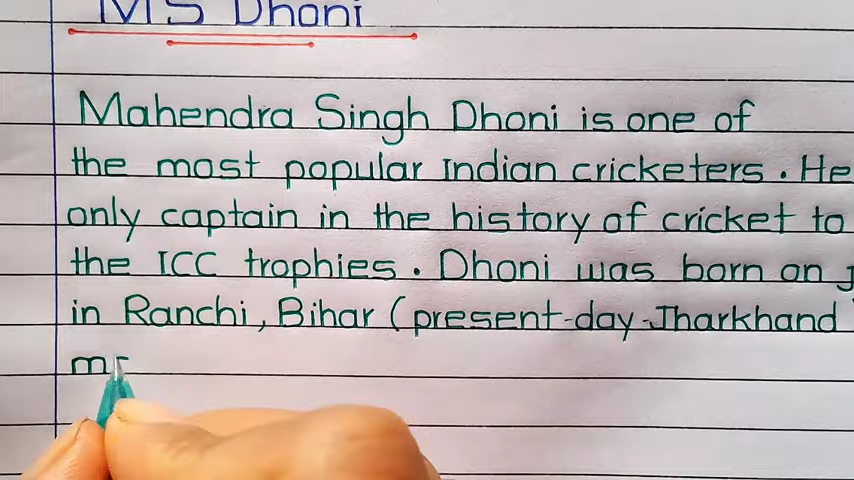 MS Dhoni
Mahendra Singh Dhoni is one of
the most popular Indian cricketers. He
only captain in the history of cricket to
the ICC trophies. Dhoni was born on J
in Ranchi, Bihar (present-day-Jharkhand
m